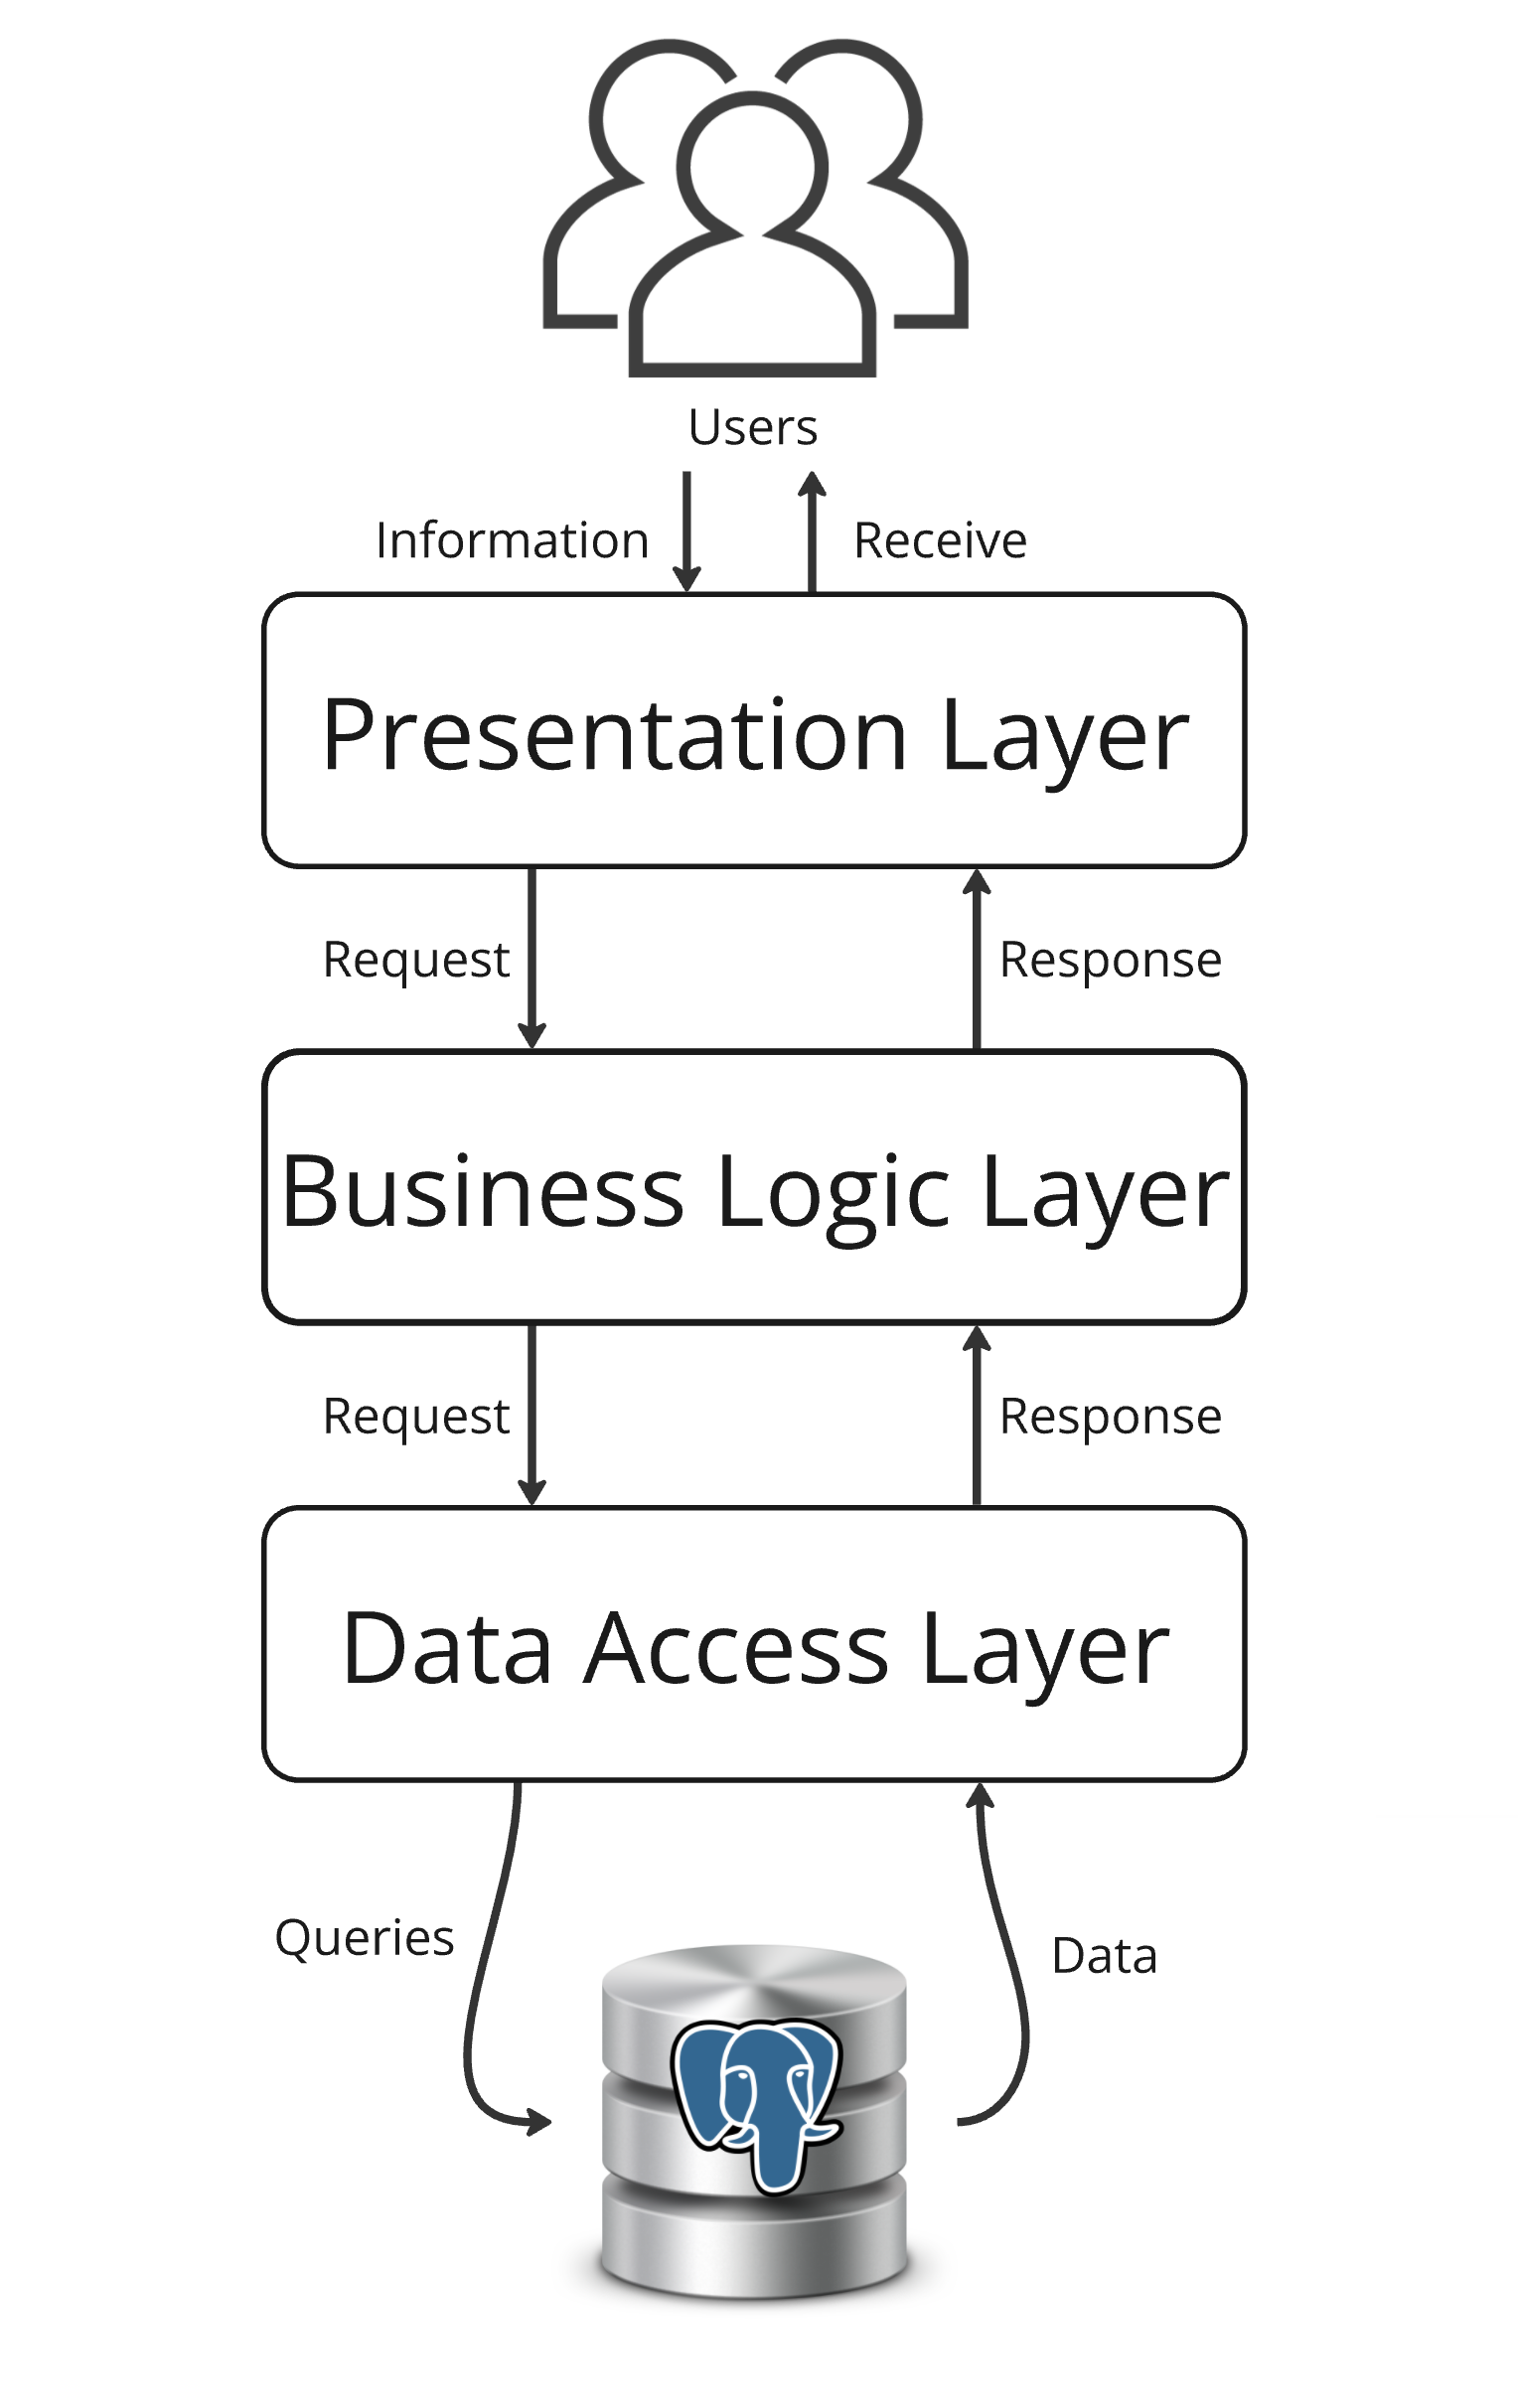 Users
Information
Receive
Presentation Layer
Request
Response
Business Logic Layer
Request
Response
Data Access Layer
Queries
Data